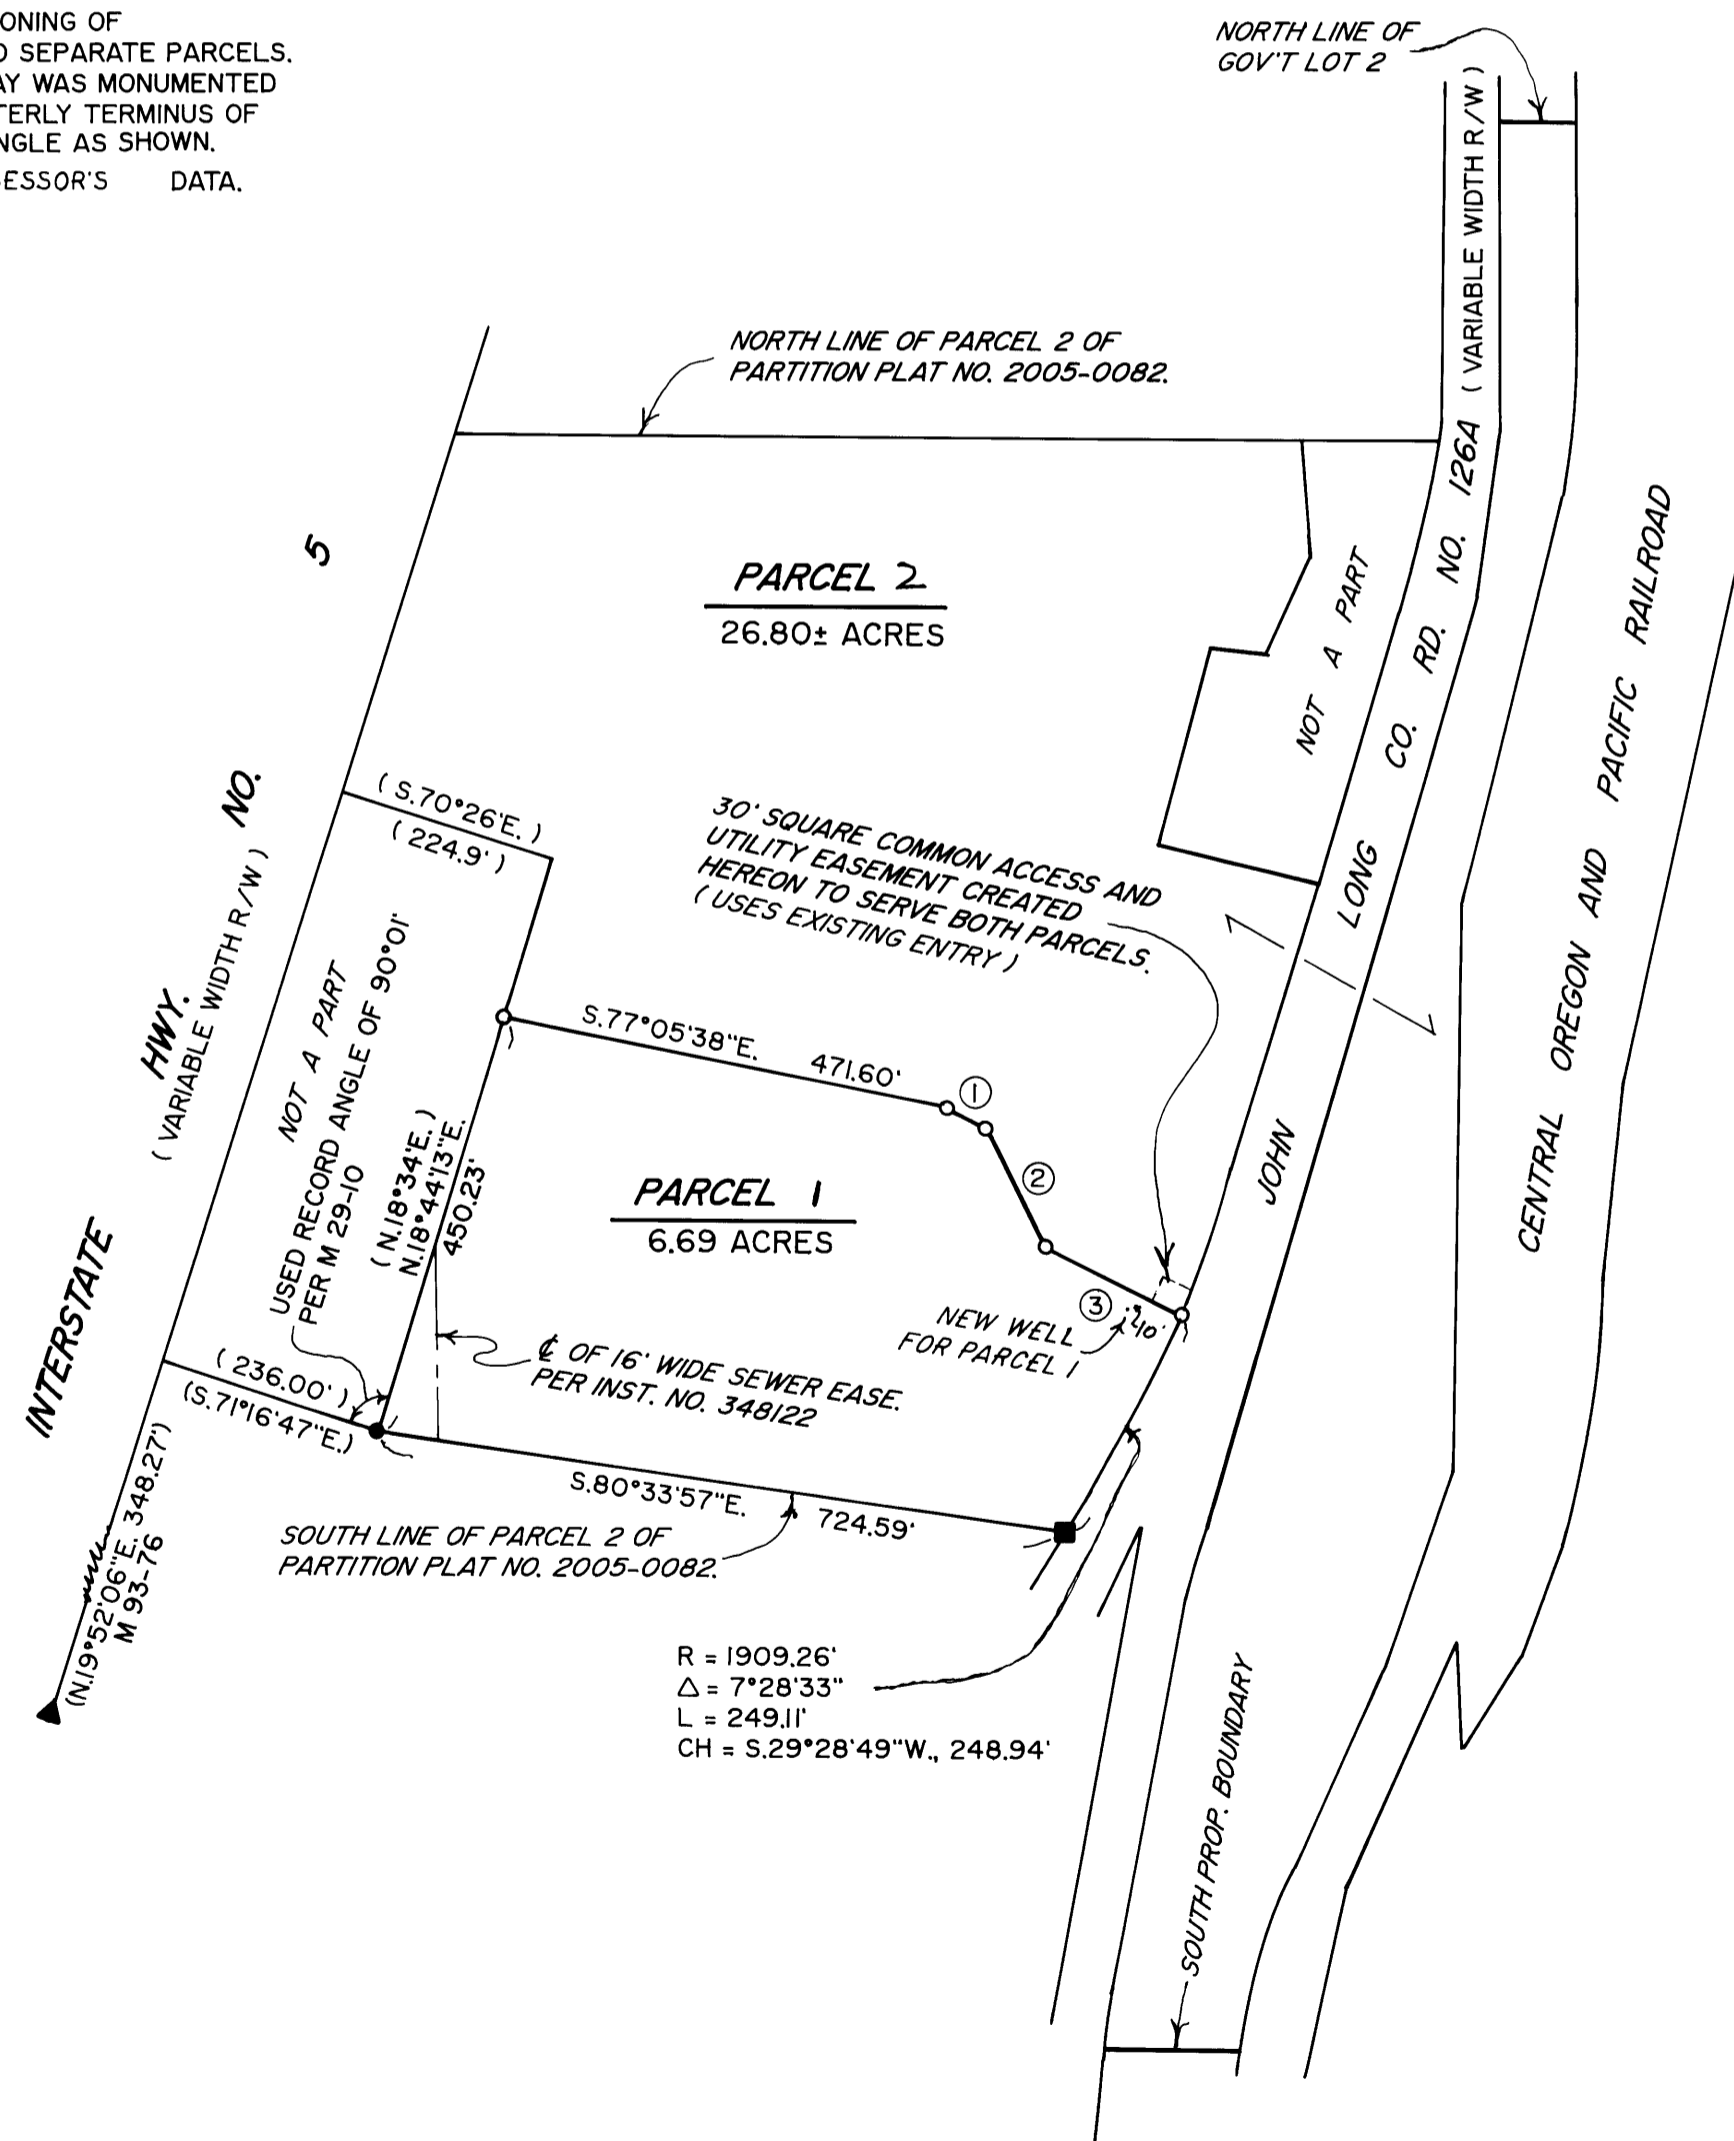 ONING OF
SEPARATE PARCELS.
AY WAS MONUMENTED
TERLY TERMINUS OF
NGLE AS SHOWN.
ESSOR'S DATA.
NORTH LINE OF
GOV'T LOT 2
( VARIABLE WIDTH R/W )
NORTH LINE OF PARCEL 2 OF
PARTITION PLAT NO. 2005-0082.
PARCEL 2
26.80± ACRES
NOT A PART
JOHN LONG CO. RD. NO. 126A
CENTRAL OREGON AND PACIFIC RAILROAD
INTERSTATE HWY. NO. 5
( VARIABLE WIDTH R/W )
( S.70°26'E. )
( 224.9' )
30' SQUARE COMMON ACCESS AND
UTILITY EASEMENT CREATED
HEREON TO SERVE BOTH PARCELS.
( USES EXISTING ENTRY )
NOT A PART
USED RECORD ANGLE OF 90°01'
PER M 29-10
( N.18°34'E. )
N.18°44'13"E.
450.23'
S.77°05'38"E. 471.60'
1
2
3
PARCEL 1
6.69 ACRES
NEW WELL
FOR PARCEL 1
10'
℄ OF 16' WIDE SEWER EASE.
PER INST. NO. 348122
( 236.00' )
(S.71°16'47"E.)
(N.19°52'06"E. 348.27')
M 93-76
S.80°33'57"E. 724.59'
SOUTH LINE OF PARCEL 2 OF
PARTITION PLAT NO. 2005-0082.
R = 1909.26'
△ = 7°28'33"
L = 249.11'
CH = S.29°28'49"W., 248.94'
SOUTH PROP. BOUNDARY